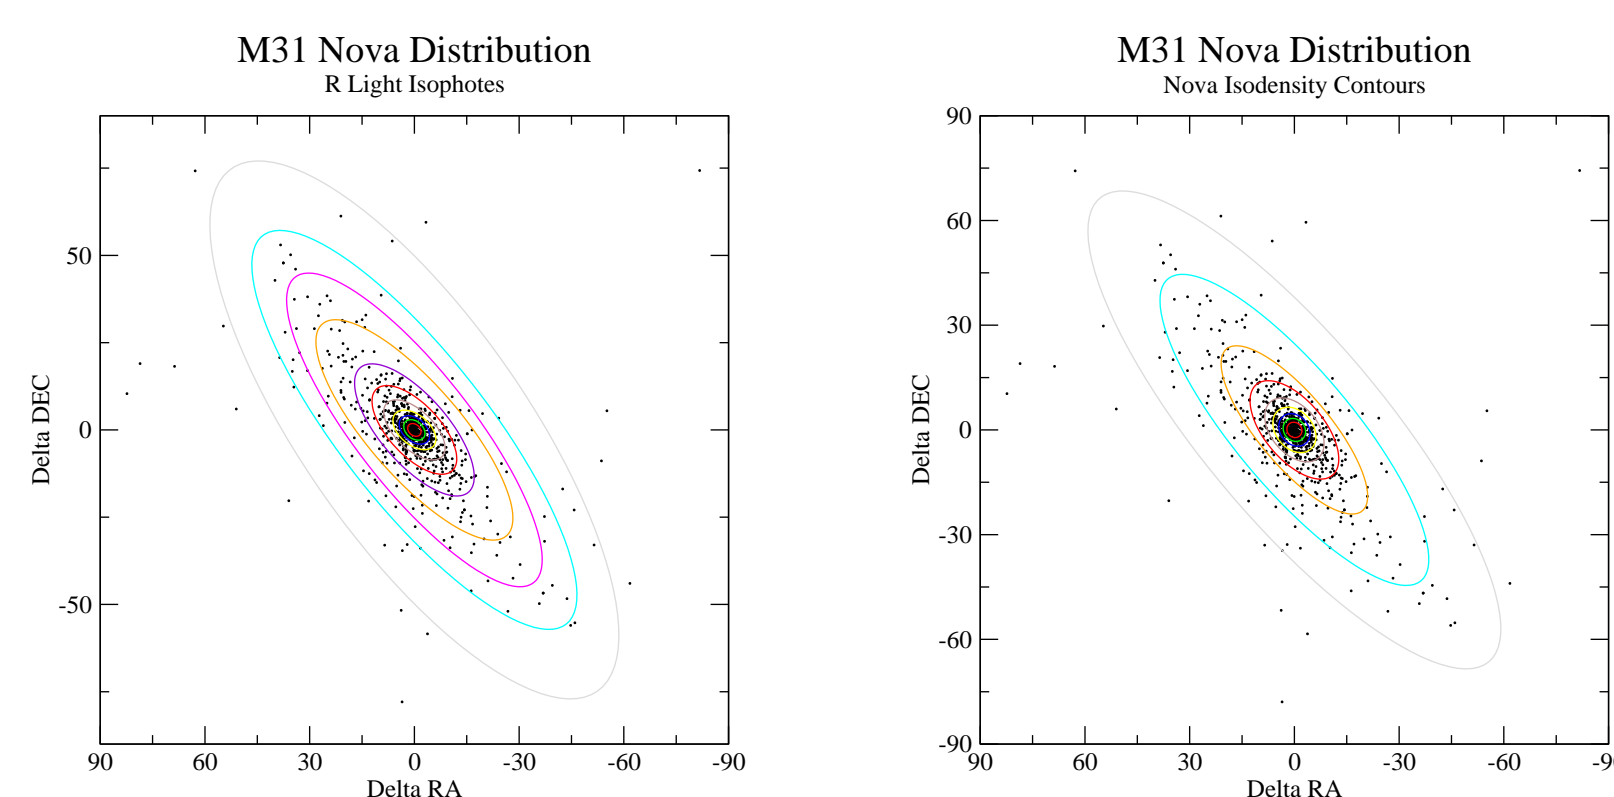 M31 Nova Distribution
R Light Isophotes
50
0
-50
Delta DEC
90 60 30 0 -30 -60 -90
Delta RA
M31 Nova Distribution
Nova Isodensity Contours
90
60
30
0
-30
-60
-90
Delta DEC
90 60 30 0 -30 -60 -90
Delta RA